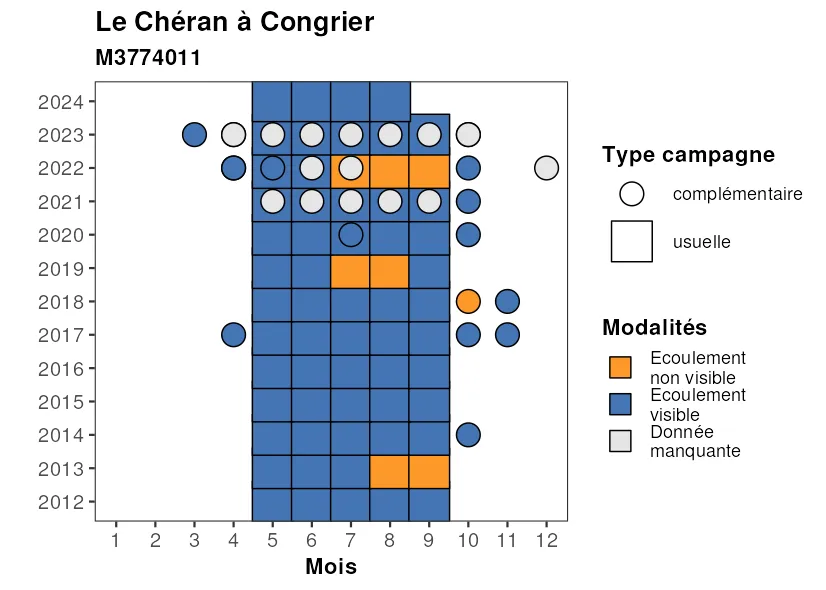 Le Chéran à Congrier
M3774011
2024
2023
2022
2021
2020
2019
2018
2017
2016
2015
2014
2013
2012
1 2 3 4 5 6 7 8 9 10 11 12
Mois
Type campagne
complémentaire
usuelle
Modalités
Ecoulement
non visible
Ecoulement
visible
Donnée
manquante